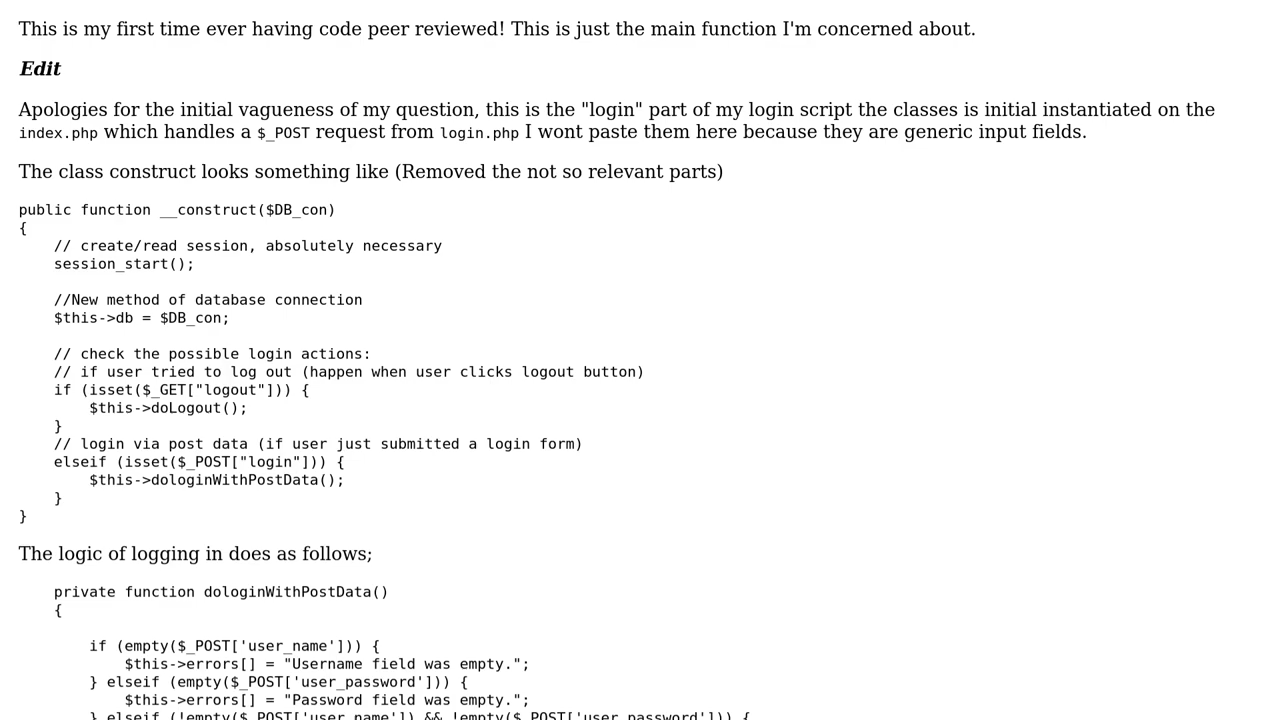 This is my first time ever having code peer reviewed! This is just the main function I'm concerned about.
Edit
Apologies for the initial vagueness of my question, this is the "login" part of my login script the classes is initial instantiated on the
index.php which handles a $_POST request from login.php I wont paste them here because they are generic input fields.
The class construct looks something like (Removed the not so relevant parts)
public function __construct($DB_con)
{
    // create/read session, absolutely necessary
    session_start();
    //New method of database connection
    $this->db = $DB_con;
    // check the possible login actions:
    // if user tried to log out (happen when user clicks logout button)
    if (isset($_GET["logout"])) {
        $this->doLogout();
    }
    // login via post data (if user just submitted a login form)
    elseif (isset($_POST["login"])) {
        $this->dologinWithPostData();
    }
}
The logic of logging in does as follows;
    private function dologinWithPostData()
    {
        if (empty($_POST['user_name'])) {
            $this->errors[] = "Username field was empty.";
        } elseif (empty($_POST['user_password'])) {
            $this->errors[] = "Password field was empty.";
        } elseif (!empty($_POST['user_name']) && !empty($_POST['user_password'])) {